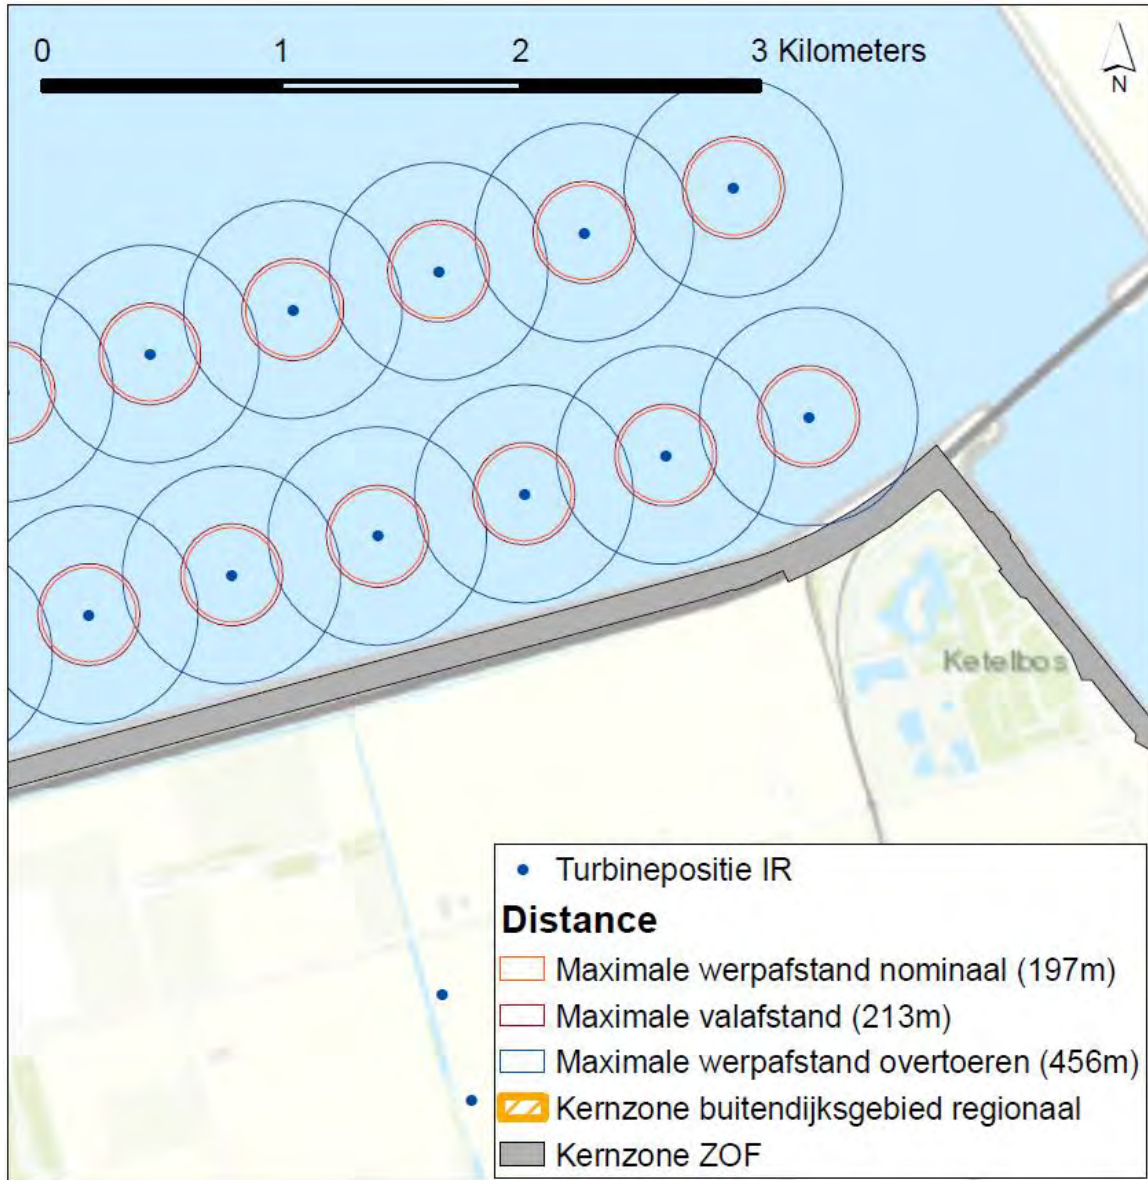 0 1 2 3 Kilometers
N
Ketelbos
Turbinepositie IR
Distance
Maximale werpafstand nominaal (197m)
Maximale valafstand (213m)
Maximale werpafstand overtoeren (456m)
Kernzone buitendijksgebied regionaal
Kernzone ZOF